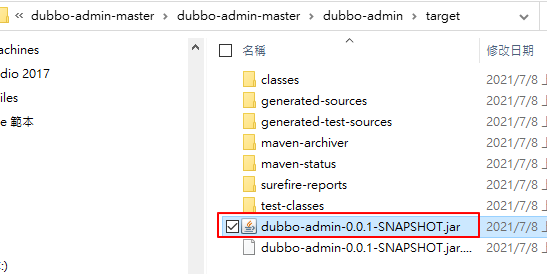 « dubbo-admin-master › dubbo-admin-master › dubbo-admin › target
achines
dio 2017
iles
e 範本
:)
名稱 修改日期
classes 2021/7/8 上
generated-sources 2021/7/8 上
generated-test-sources 2021/7/8 上
maven-archiver 2021/7/8 上
maven-status 2021/7/8 上
surefire-reports 2021/7/8 上
test-classes 2021/7/8 上
dubbo-admin-0.0.1-SNAPSHOT.jar 2021/7/8 上
dubbo-admin-0.0.1-SNAPSHOT.jar.... 2021/7/8 上